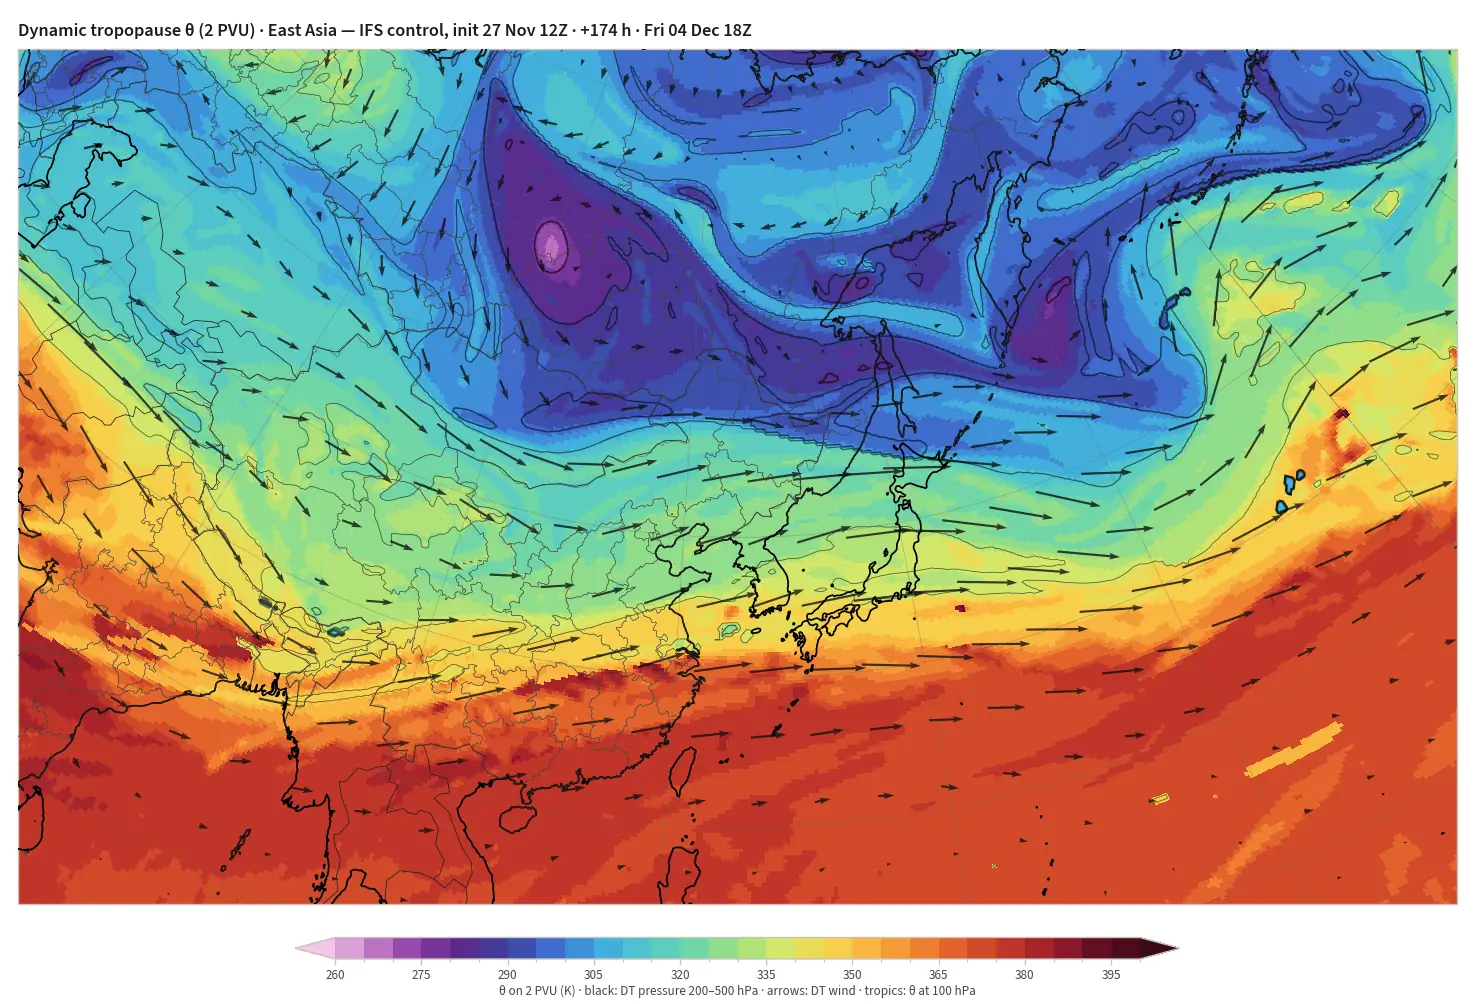 Dynamic tropopause θ (2 PVU) · East Asia — IFS control, init 27 Nov 12Z · +174 h · Fri 04 Dec 18Z
260 275 290 305 320 335 350 365 380 395
θ on 2 PVU (K) · black: DT pressure 200–500 hPa · arrows: DT wind · tropics: θ at 100 hPa